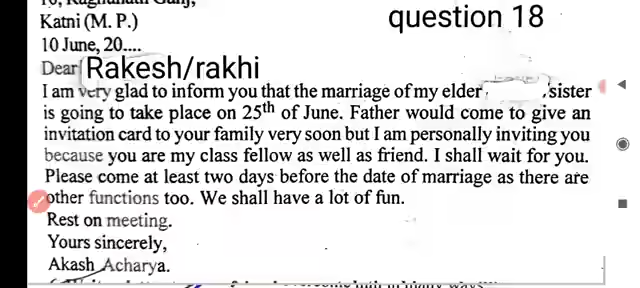 10, Raghunath Ganj,
question 18
Katni (M. P.)
10 June, 20....
Dear Rakesh/rakhi
I am very glad to inform you that the marriage of my elder sister
is going to take place on 25th of June. Father would come to give an
invitation card to your family very soon but I am personally inviting you
because you are my class fellow as well as friend. I shall wait for you.
Please come at least two days before the date of marriage as there are
other functions too. We shall have a lot of fun.
Rest on meeting.
Yours sincerely,
Akash Acharya.